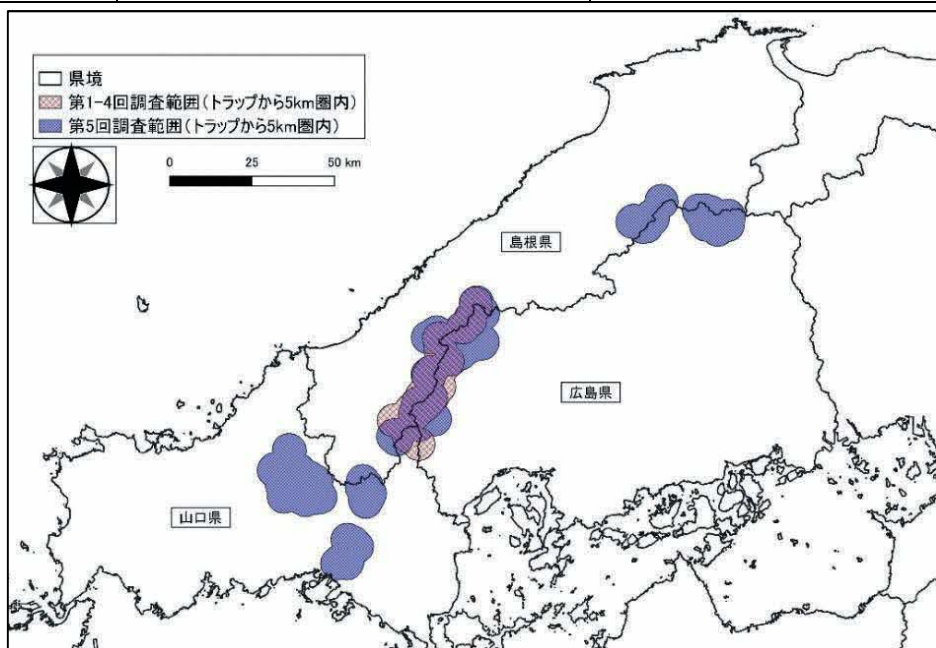 県境
第1-4回調査範囲(トラップから5km圏内)
第5回調査範囲(トラップから5km圏内)
0 25 50 km
島根県
広島県
山口県